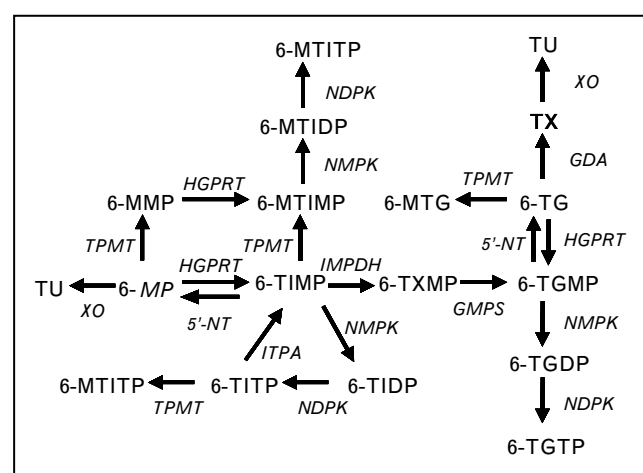 6-MTITP TU
NDPK XO
6-MTIDP TX
NMPK GDA
HGPRT TPMT
6-MMP 6-MTIMP 6-MTG 6-TG
TPMT TPMT 5'-NT HGPRT
HGPRT IMPDH
TU 6-MP 6-TIMP 6-TXMP 6-TGMP
XO 5'-NT GMPS
NMPK NMPK
ITPA
6-TGDP
6-MTITP 6-TITP 6-TIDP
TPMT NDPK NDPK
6-TGTP